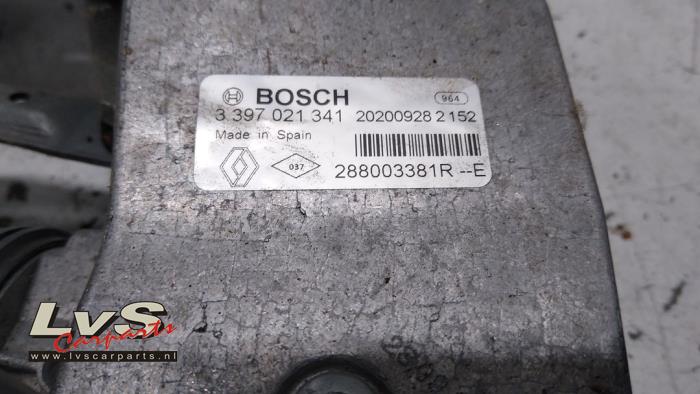 BOSCH 964
3 397 021 341 20200928 2152
Made in Spain
037
288003381R --E
LvS
Carparts
www.lvscarparts.nl